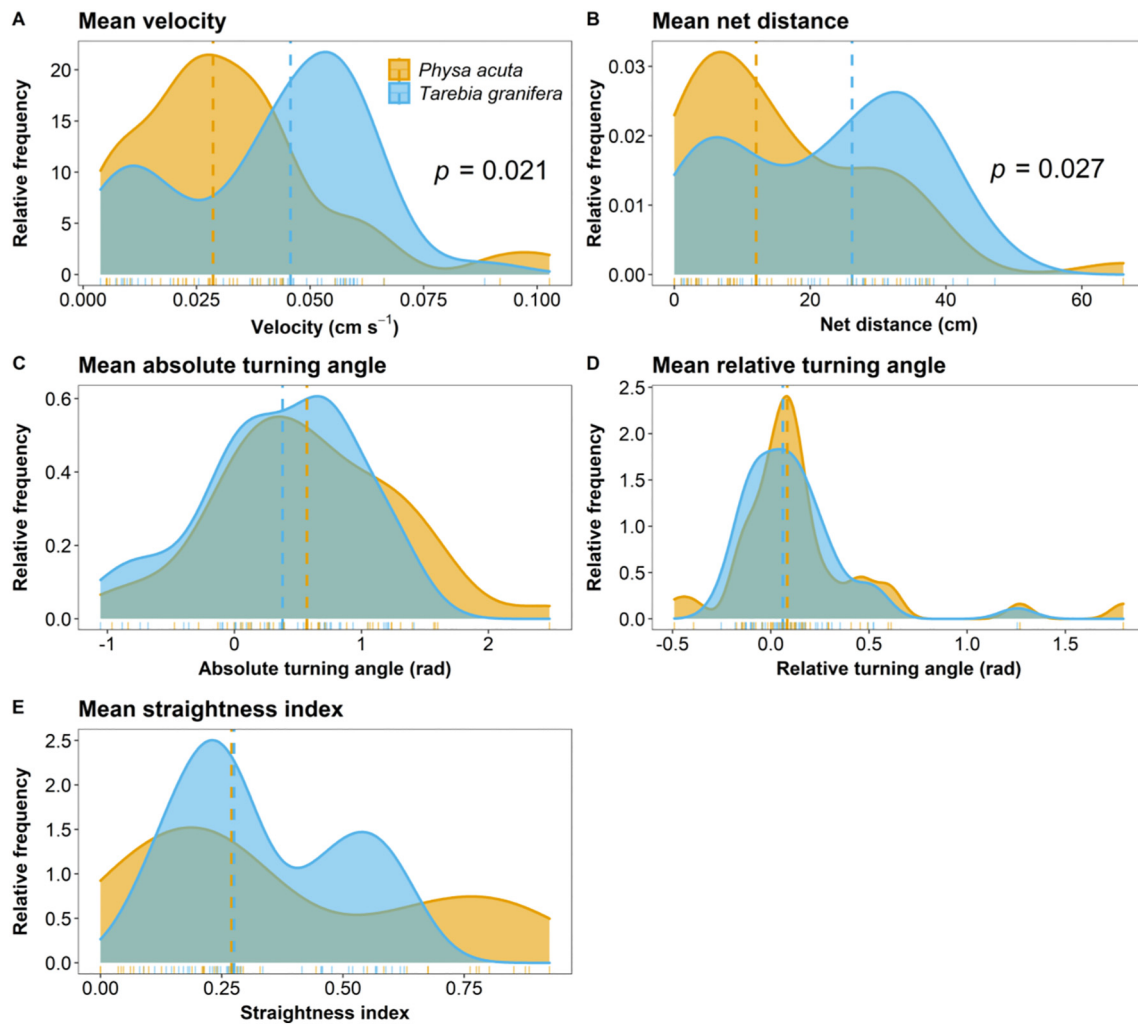 A Mean velocity
Relative frequency
20
15
10
5
0
Physa acuta
Tarebia granifera
p = 0.021
0.000 0.025 0.050 0.075 0.100
Velocity (cm s⁻¹)
B Mean net distance
Relative frequency
0.03
0.02
0.01
0.00
p = 0.027
0 20 40 60
Net distance (cm)
C Mean absolute turning angle
Relative frequency
0.6
0.4
0.2
0.0
-1 0 1 2
Absolute turning angle (rad)
D Mean relative turning angle
Relative frequency
2.5
2.0
1.5
1.0
0.5
0.0
-0.5 0.0 0.5 1.0 1.5
Relative turning angle (rad)
E Mean straightness index
Relative frequency
2.5
2.0
1.5
1.0
0.5
0.0
0.00 0.25 0.50 0.75
Straightness index